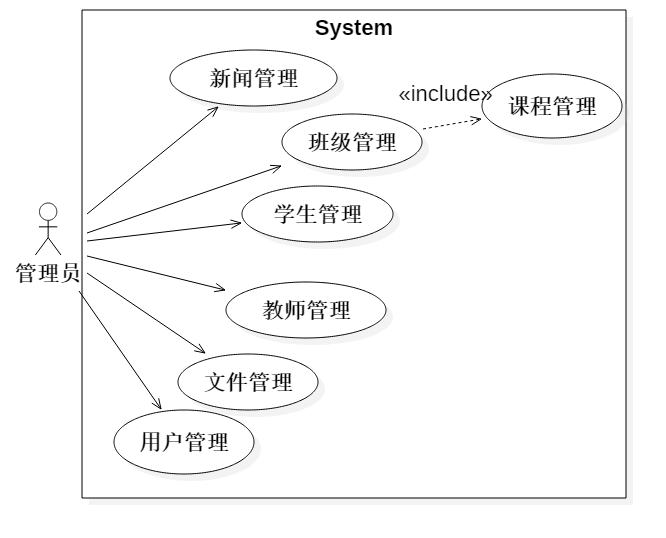 System
新闻管理
«include»
课程管理
班级管理
学生管理
管理员
教师管理
文件管理
用户管理